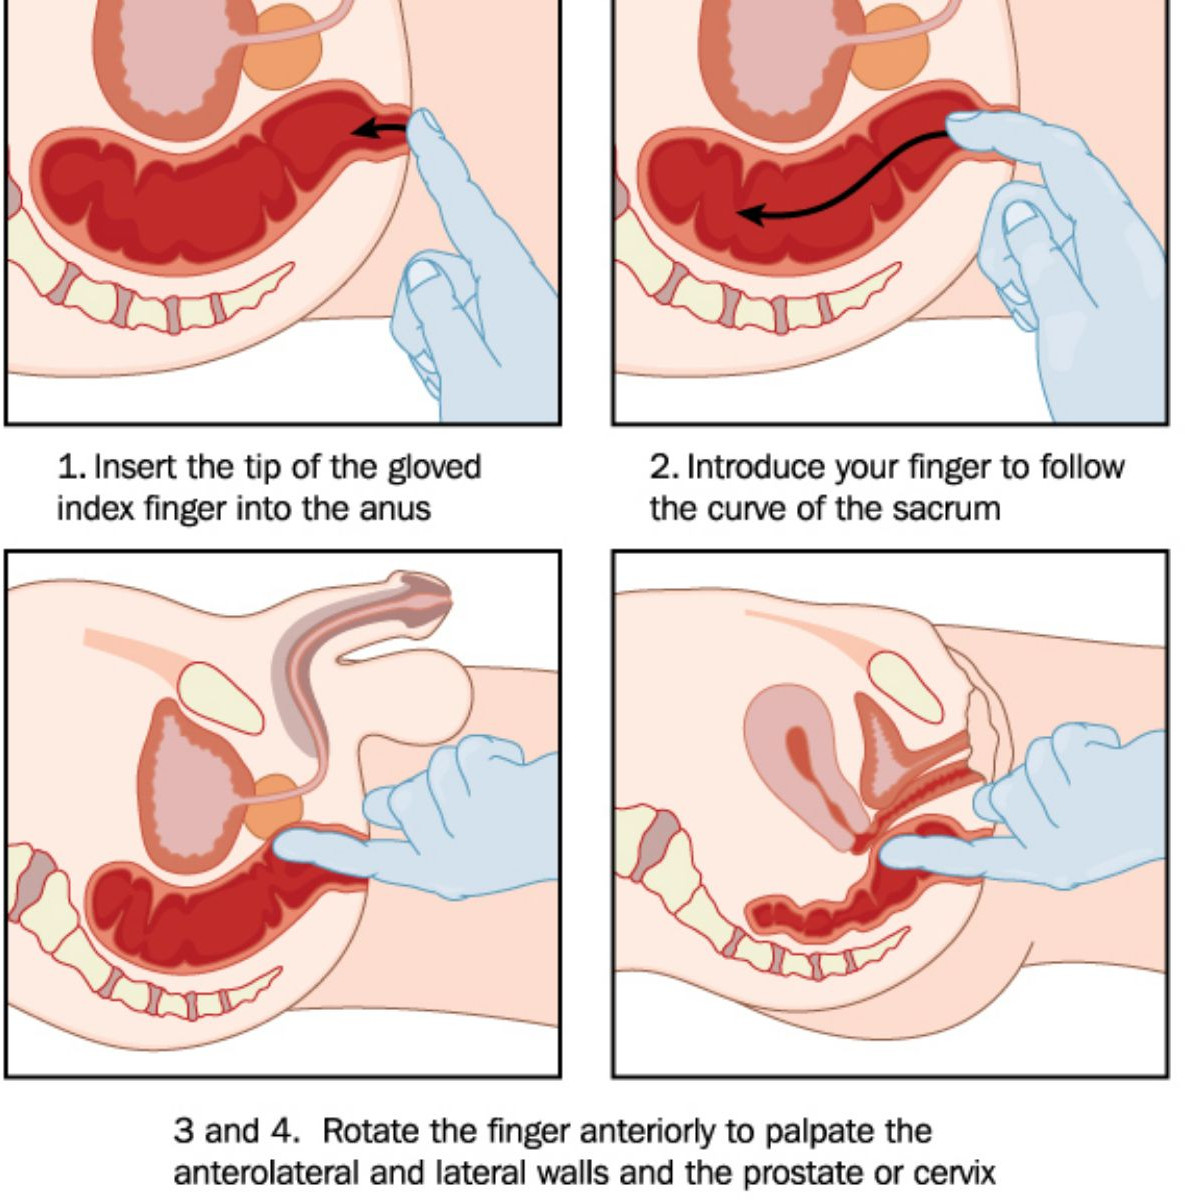 1. Insert the tip of the gloved
index finger into the anus
2. Introduce your finger to follow
the curve of the sacrum
3 and 4.  Rotate the finger anteriorly to palpate the
anterolateral and lateral walls and the prostate or cervix